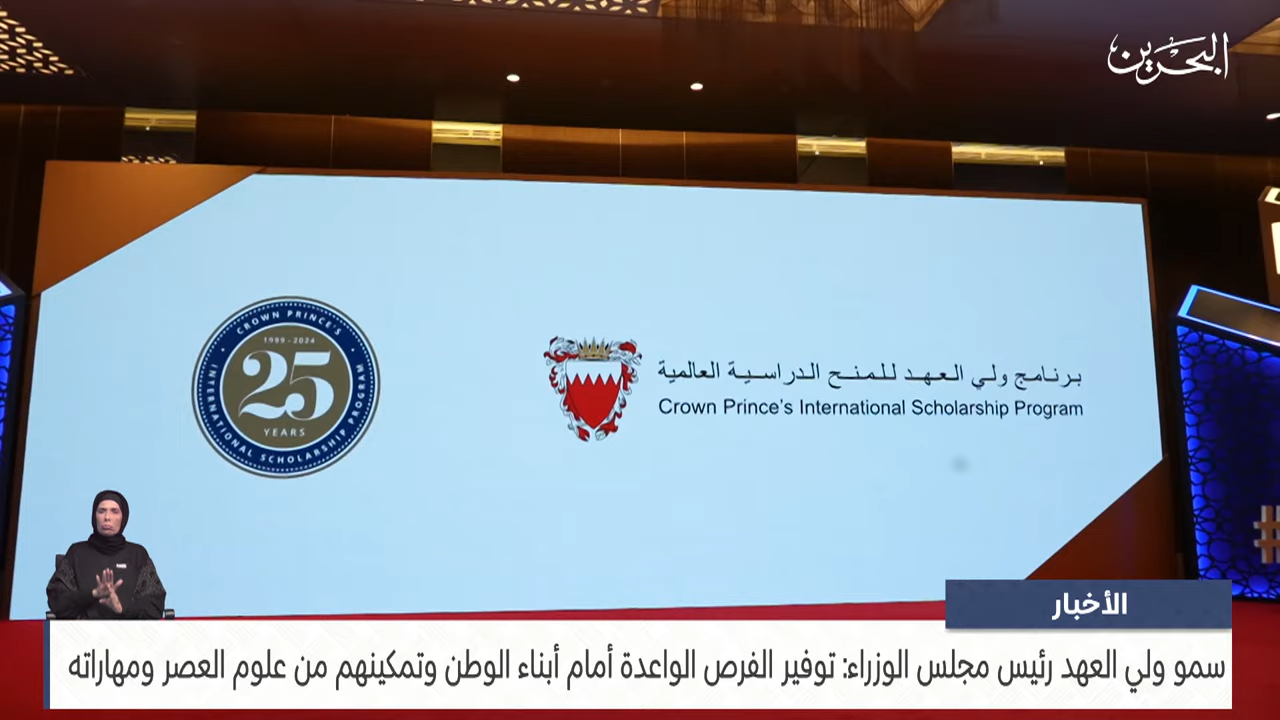 البحرين
CROWN PRINCE'S
1999 - 2024
25
YEARS
INTERNATIONAL SCHOLARSHIP PROGRAM
برنامج ولي العهد للمنح الدراسية العالمية
Crown Prince's International Scholarship Program
#
الأخبار
سمو ولي العهد رئيس مجلس الوزراء: توفير الفرص الواعدة أمام أبناء الوطن وتمكينهم من علوم العصر ومهاراته